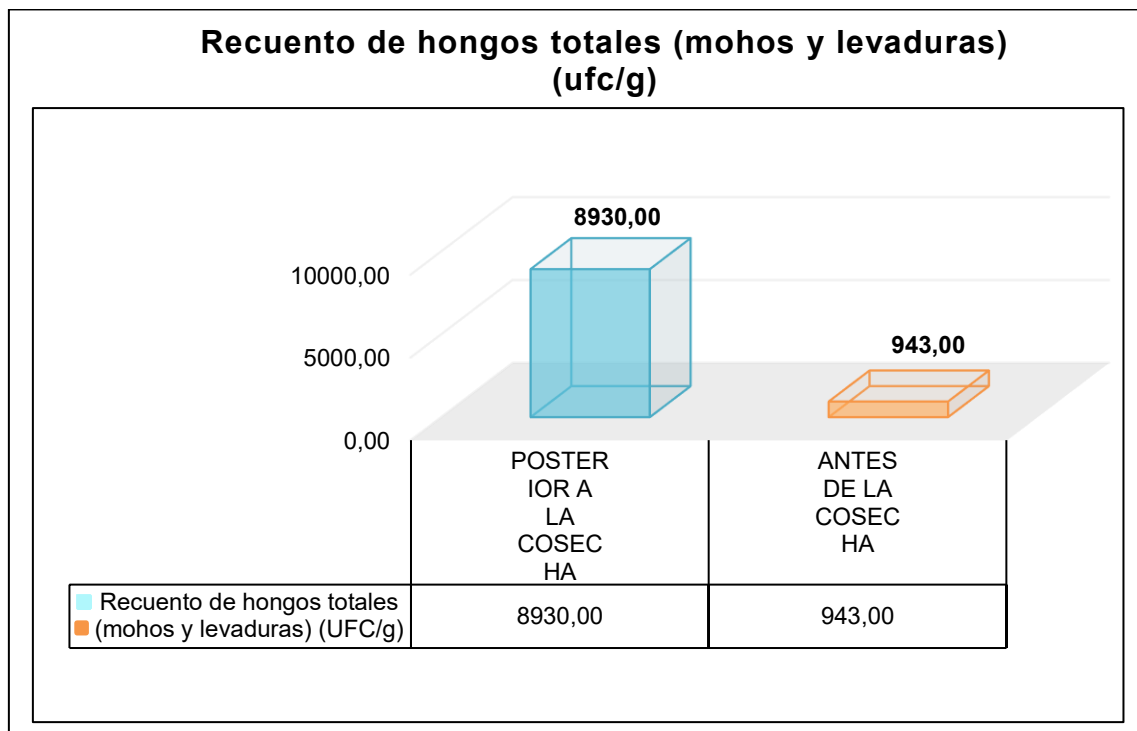 Recuento de hongos totales (mohos y levaduras)
(ufc/g)
8930,00
10000,00
943,00
5000,00
0,00
POSTER
IOR A
LA
COSEC
HA
ANTES
DE LA
COSEC
HA
Recuento de hongos totales
(mohos y levaduras) (UFC/g)
8930,00
943,00